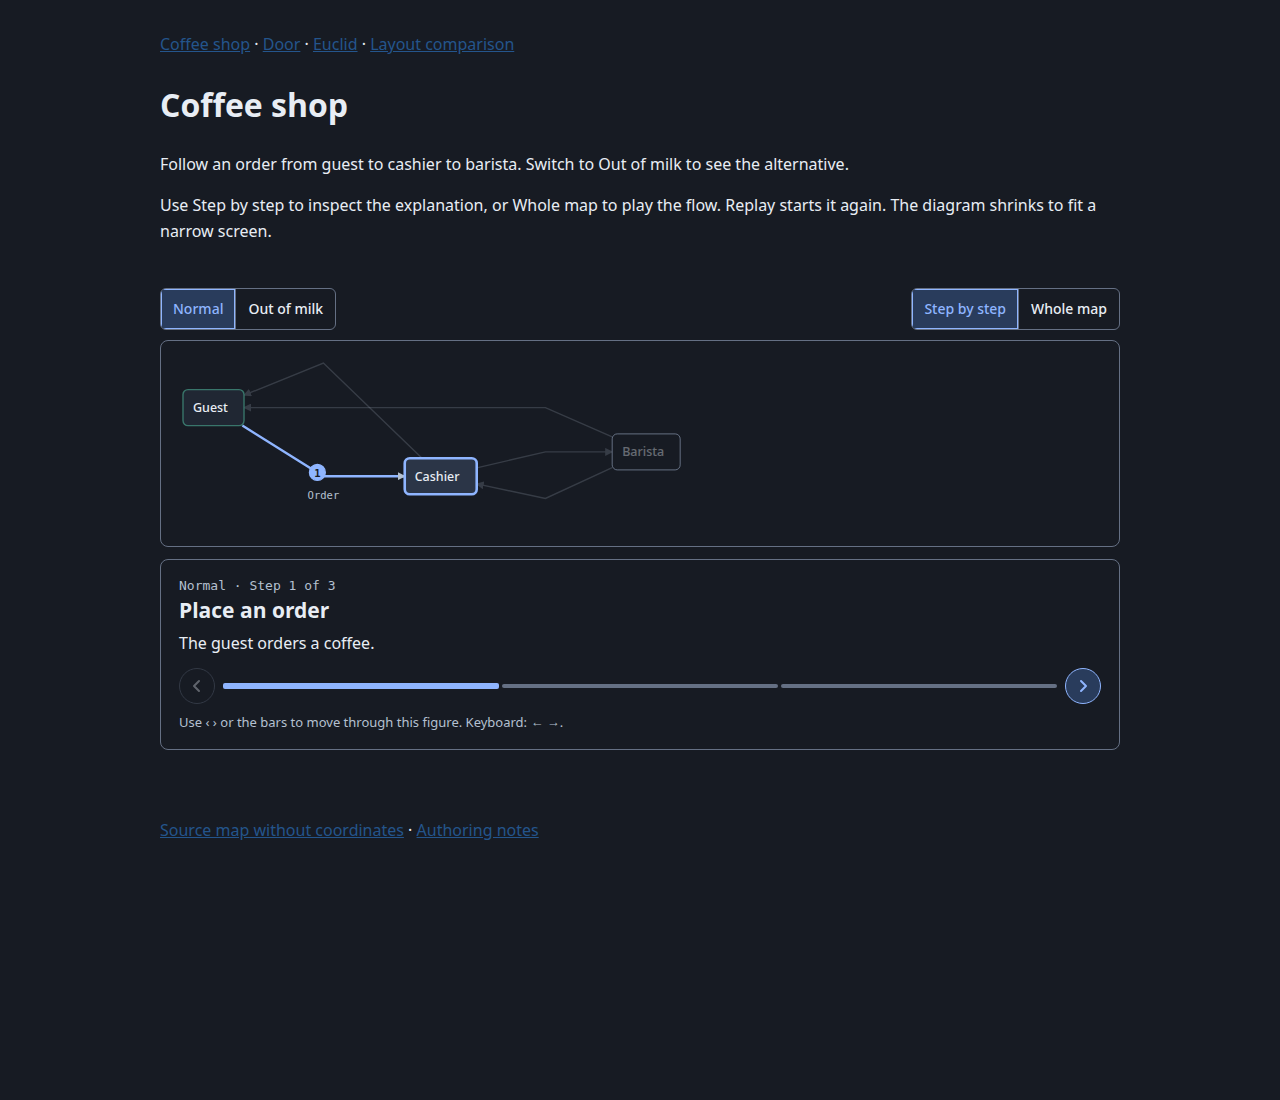 Coffee shop · Door · Euclid · Layout comparison
Coffee shop
Follow an order from guest to cashier to barista. Switch to Out of milk to see the alternative.
Use Step by step to inspect the explanation, or Whole map to play the flow. Replay starts it again. The diagram shrinks to fit a
narrow screen.
Normal Out of milk Step by step Whole map
Guest
Barista
1
Cashier
Order
Normal · Step 1 of 3
Place an order
The guest orders a coffee.
Use ‹ › or the bars to move through this figure. Keyboard: ← →.
Source map without coordinates · Authoring notes